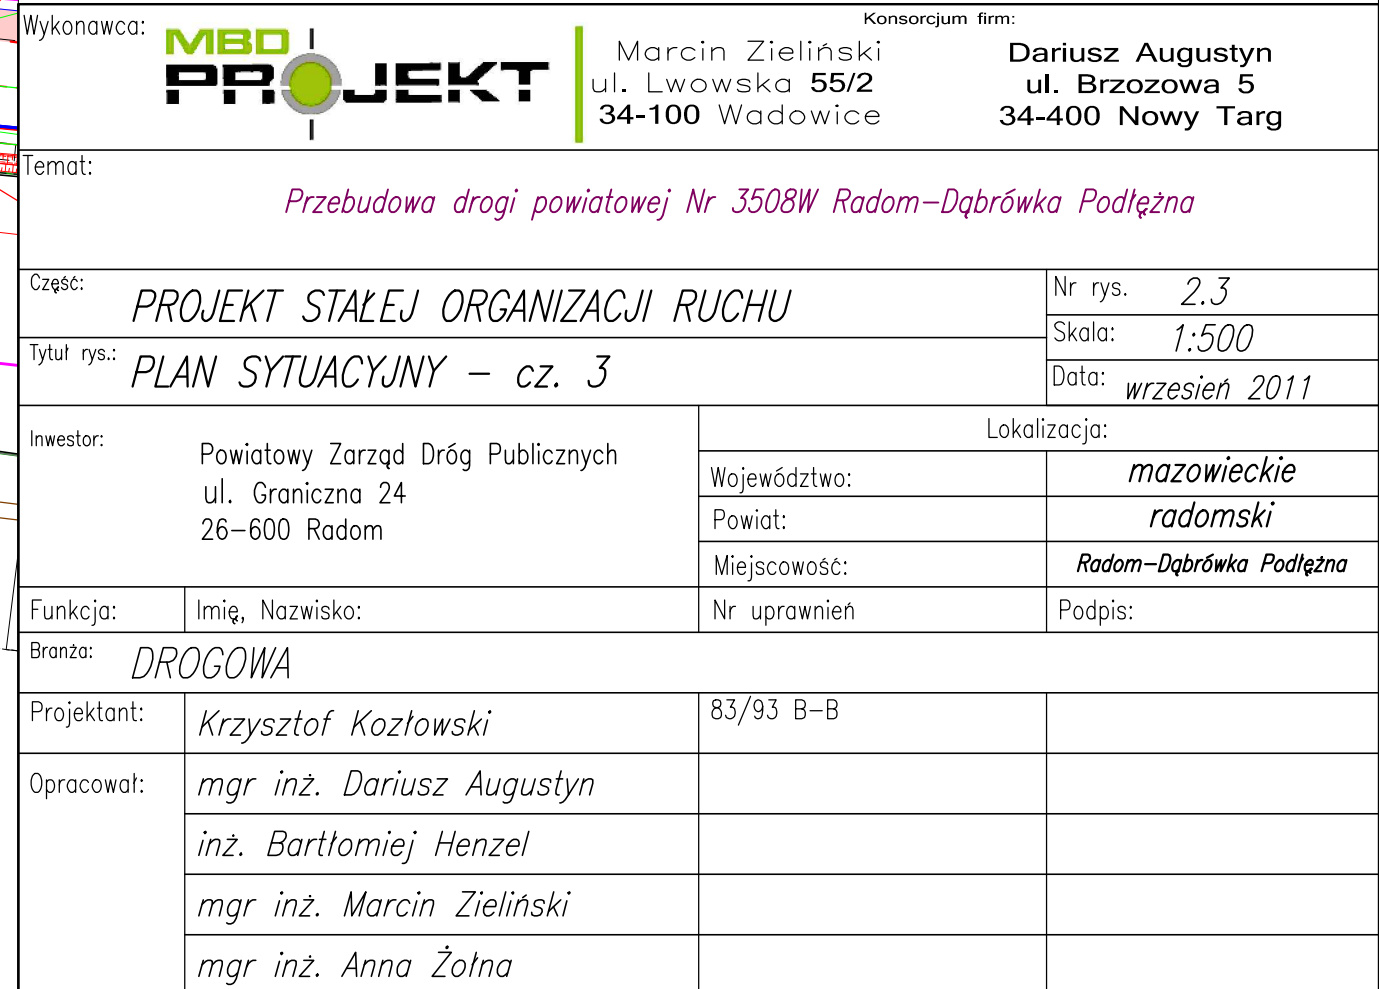 Wykonawca:
MBD
PROJEKT
Konsorcjum firm:
Marcin Zieliński
ul. Lwowska 55/2
34-100 Wadowice
Dariusz Augustyn
ul. Brzozowa 5
34-400 Nowy Targ
Temat:
Przebudowa drogi powiatowej Nr 3508W Radom-Dąbrówka Podłężna
Część: PROJEKT STAŁEJ ORGANIZACJI RUCHU
Nr rys. 2.3
Skala: 1:500
Tytuł rys.: PLAN SYTUACYJNY - cz. 3
Data: wrzesień 2011
Inwestor:
Powiatowy Zarząd Dróg Publicznych
ul. Graniczna 24
26-600 Radom
Lokalizacja:
Województwo: mazowieckie
Powiat: radomski
Miejscowość: Radom-Dąbrówka Podłężna
Funkcja: Imię, Nazwisko: Nr uprawnień Podpis:
Branża: DROGOWA
Projektant: Krzysztof Kozłowski 83/93 B-B
Opracował: mgr inż. Dariusz Augustyn
inż. Bartłomiej Henzel
mgr inż. Marcin Zieliński
mgr inż. Anna Żołna